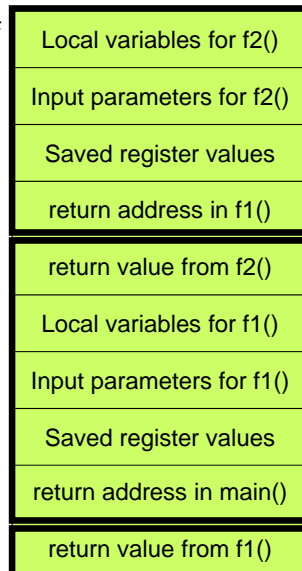 Local variables for f2()
Input parameters for f2()
Saved register values
return address in f1()
return value from f2()
Local variables for f1()
Input parameters for f1()
Saved register values
return address in main()
return value from f1()